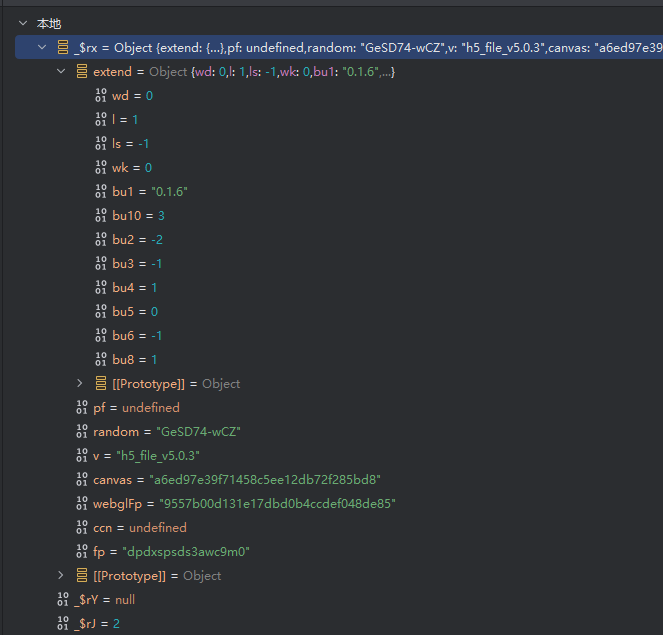 本地
_$rx = Object {extend: {...},pf: undefined,random: "GeSD74-wCZ",v: "h5_file_v5.0.3",canvas: "a6ed97e39
extend = Object {wd: 0,l: 1,ls: -1,wk: 0,bu1: "0.1.6",...}
wd = 0
l = 1
ls = -1
wk = 0
bu1 = "0.1.6"
bu10 = 3
bu2 = -2
bu3 = -1
bu4 = 1
bu5 = 0
bu6 = -1
bu8 = 1
[[Prototype]] = Object
pf = undefined
random = "GeSD74-wCZ"
v = "h5_file_v5.0.3"
canvas = "a6ed97e39f71458c5ee12db72f285bd8"
webglFp = "9557b00d131e17dbd0b4ccdef048de85"
ccn = undefined
fp = "dpdxspsds3awc9m0"
[[Prototype]] = Object
_$rY = null
_$rJ = 2